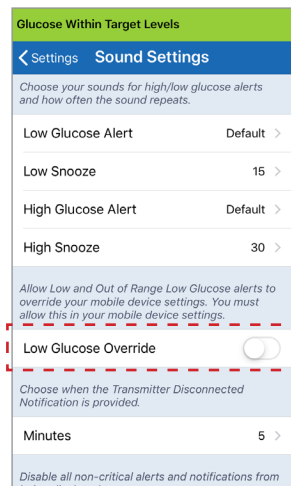 Glucose Within Target Levels
Settings Sound Settings
Choose your sounds for high/low glucose alerts
and how often the sound repeats.
Low Glucose Alert Default
Low Snooze 15
High Glucose Alert Default
High Snooze 30
Allow Low and Out of Range Low Glucose alerts to
override your mobile device settings. You must
allow this in your mobile device settings.
Low Glucose Override
Choose when the Transmitter Disconnected
Notification is provided.
Minutes 5
Disable all non-critical alerts and notifications from